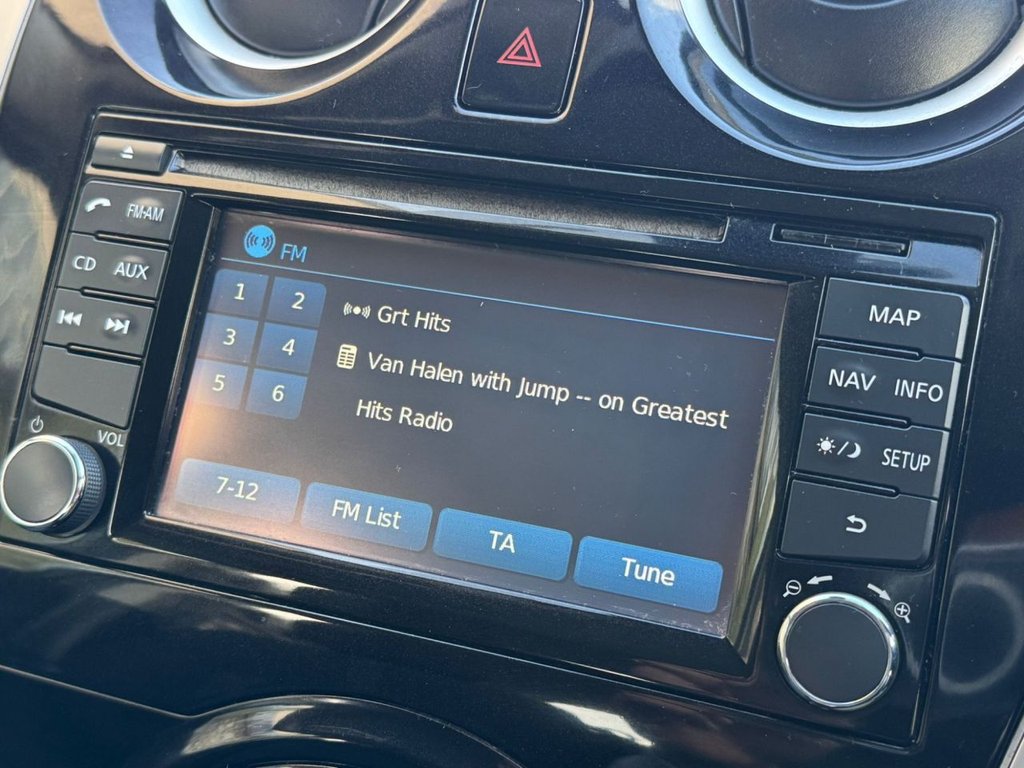 FM-AM
CD AUX
VOL
FM
1 2
3 4
5 6
Grt Hits
Van Halen with Jump -- on Greatest
Hits Radio
7-12 FM List TA Tune
MAP
NAV INFO
SETUP